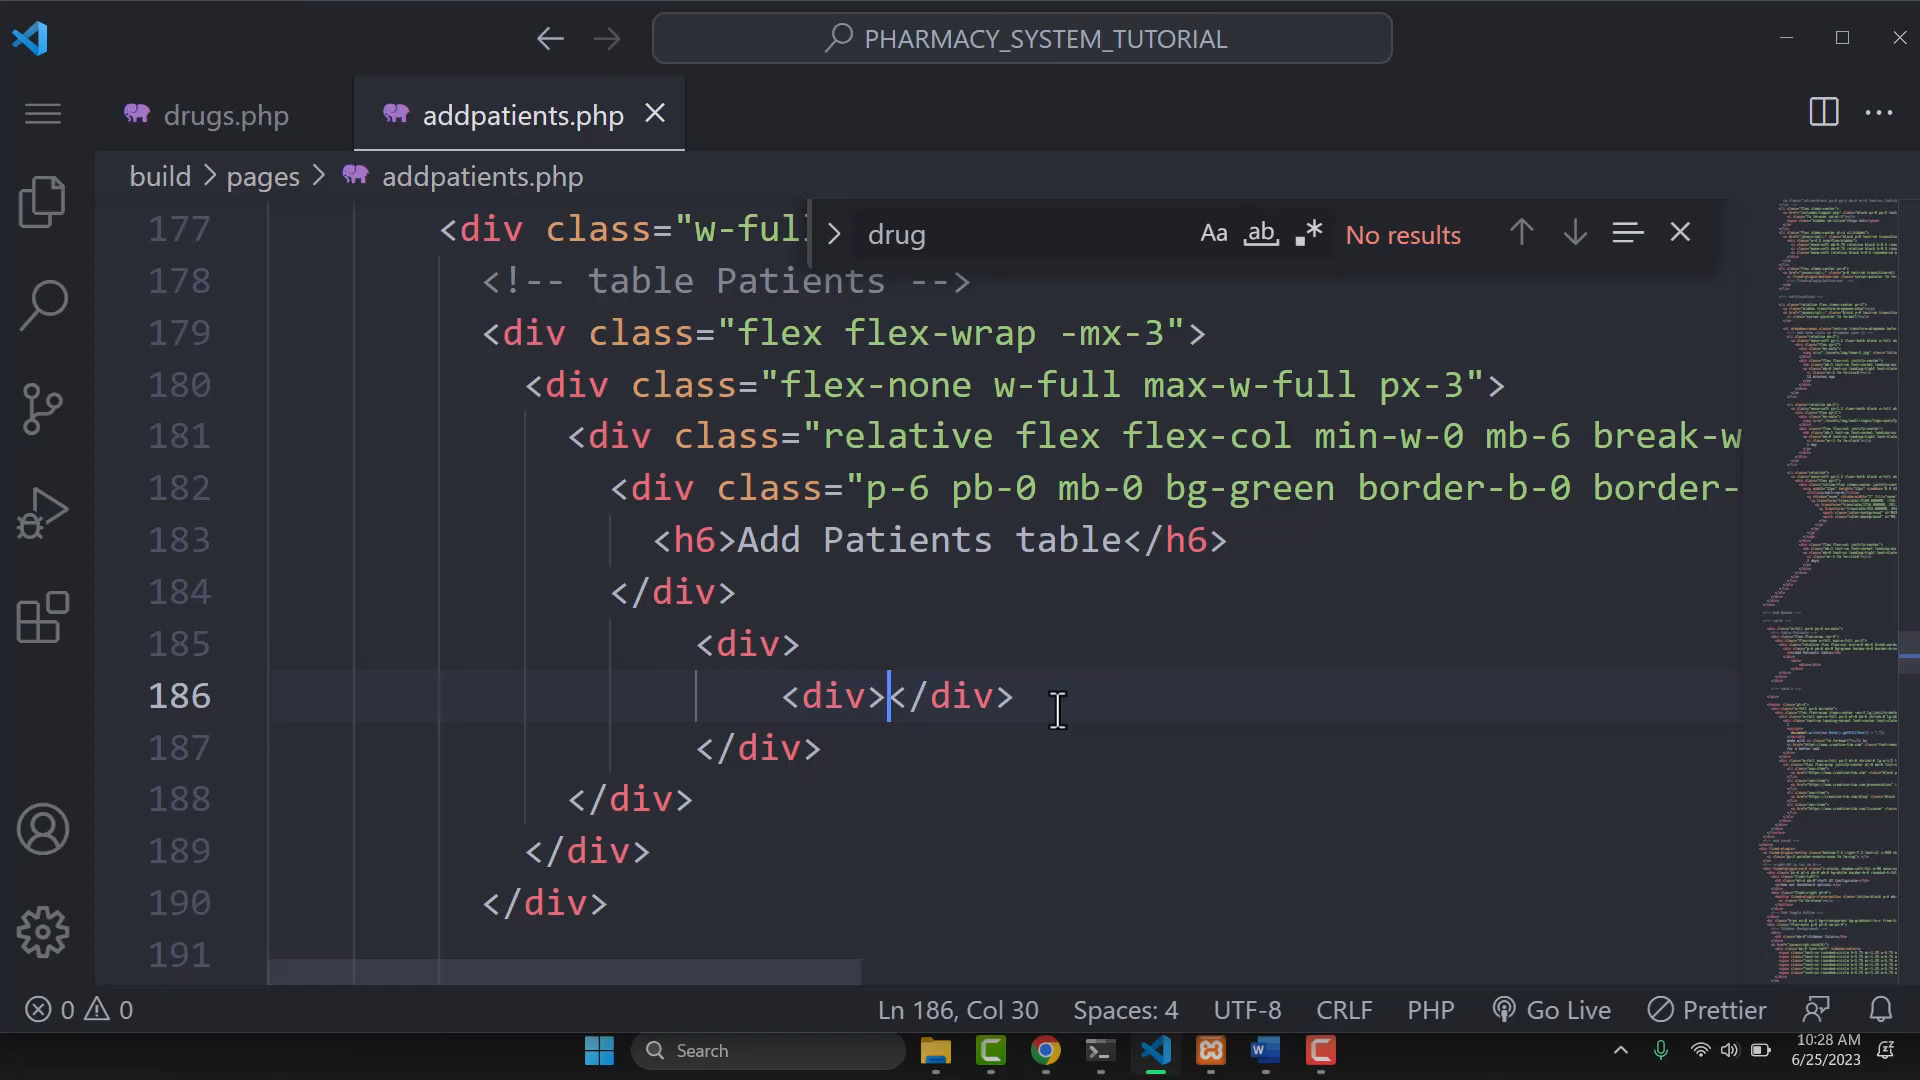 PHARMACY_SYSTEM_TUTORIAL
drugs.php
addpatients.php
build > pages > addpatients.php
drug
Aa ab .* No results
177 <div class="w-full
178 <!-- table Patients -->
179 <div class="flex flex-wrap -mx-3">
180 <div class="flex-none w-full max-w-full px-3">
181 <div class="relative flex flex-col min-w-0 mb-6 break-w
182 <div class="p-6 pb-0 mb-0 bg-green border-b-0 border-
183 <h6>Add Patients table</h6>
184 </div>
185 <div>
186 <div></div>
187 </div>
188 </div>
189 </div>
190 </div>
191
0 0 Ln 186, Col 30 Spaces: 4 UTF-8 CRLF PHP Go Live Prettier
Search
10:28 AM
6/25/2023